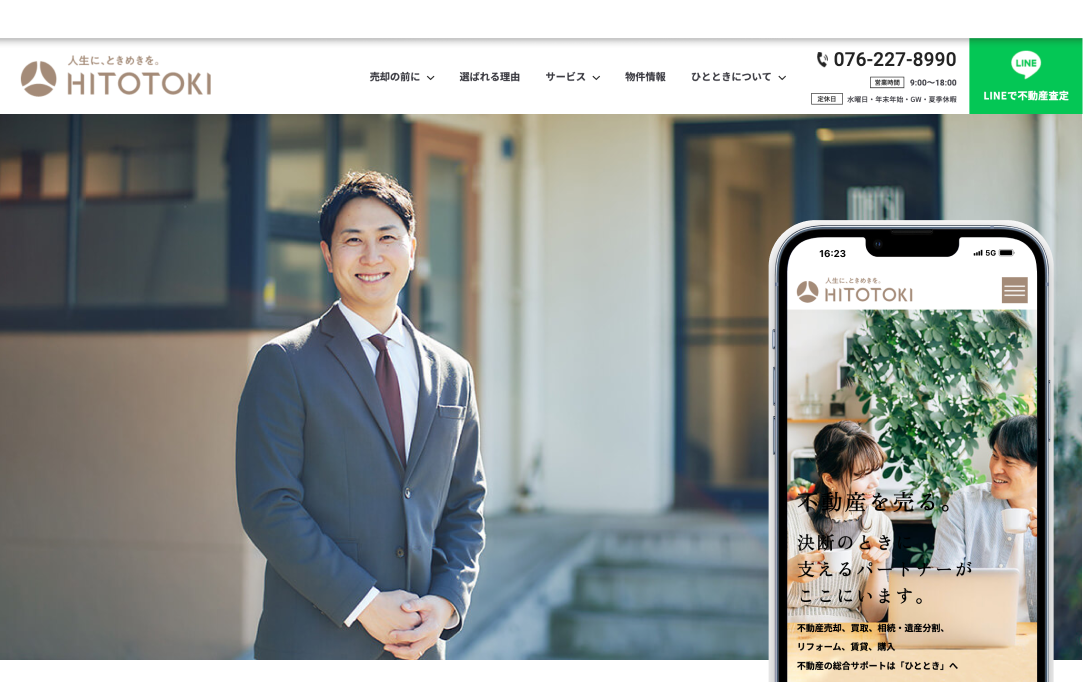 人生に、ときめきを。
HITOTOKI
売却の前に
選ばれる理由
サービス
物件情報
ひとときについて
076-227-8990
営業時間 9:00〜18:00
定休日 水曜日・年末年始・GW・夏季休暇
LINE
LINEで不動産査定
16:23
5G
人生に、ときめきを。
HITOTOKI
不動産を売る。
決断のときに
支えるパートナーが
ここにいます。
不動産売却、買取、相続・遺産分割、
リフォーム、賃貸、購入
不動産の総合サポートは「ひととき」へ